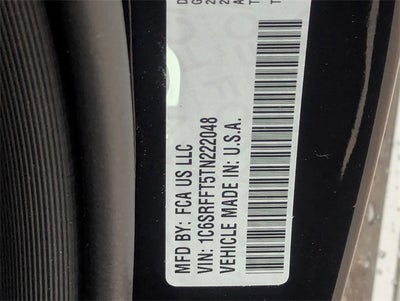 MFD BY: FCA US LLC
VIN: 1C6SRFFT5TN222048
VEHICLE MADE IN: U.S.A.